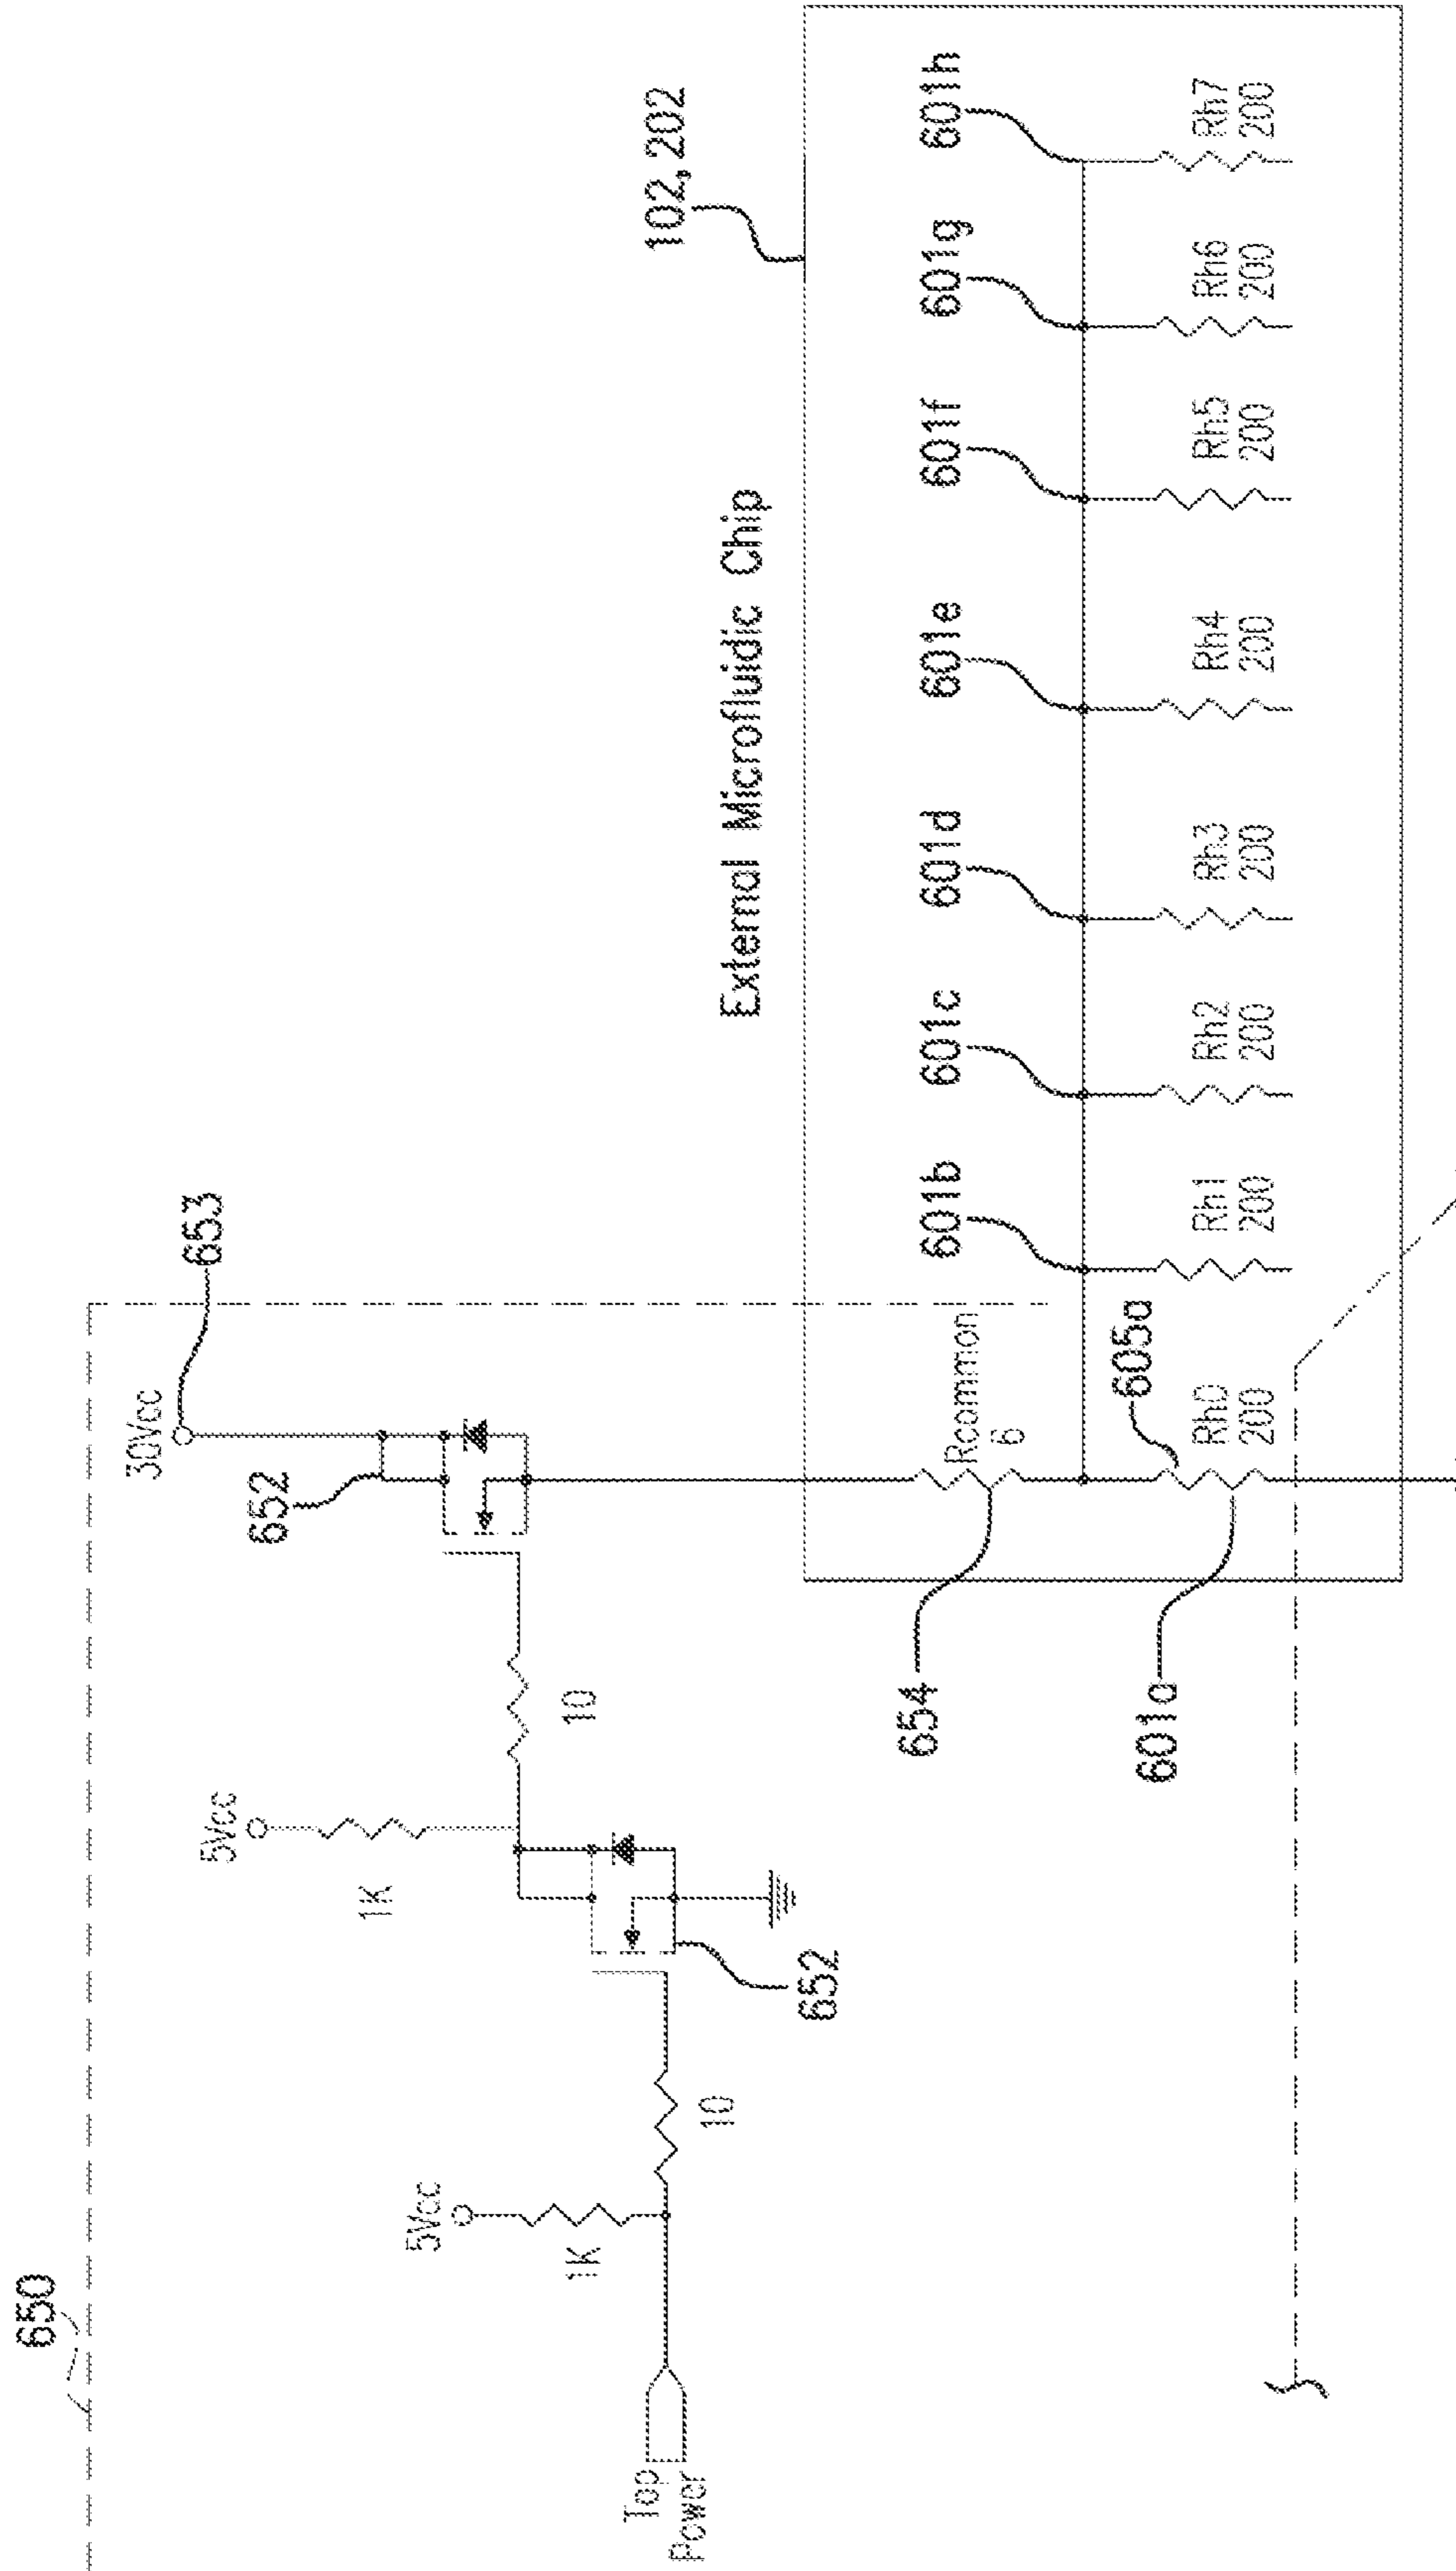 650
30Vcc
653
652
5Vcc
1K
10
5Vcc
1K
10
652
Top
Power
External Microfluidic Chip
102,202
Rcommon
6
654
601b
601c
601d
601e
601f
601g
601h
605a
601a
Rh0
200
Rh1
200
Rh2
200
Rh3
200
Rh4
200
Rh5
200
Rh6
200
Rh7
200